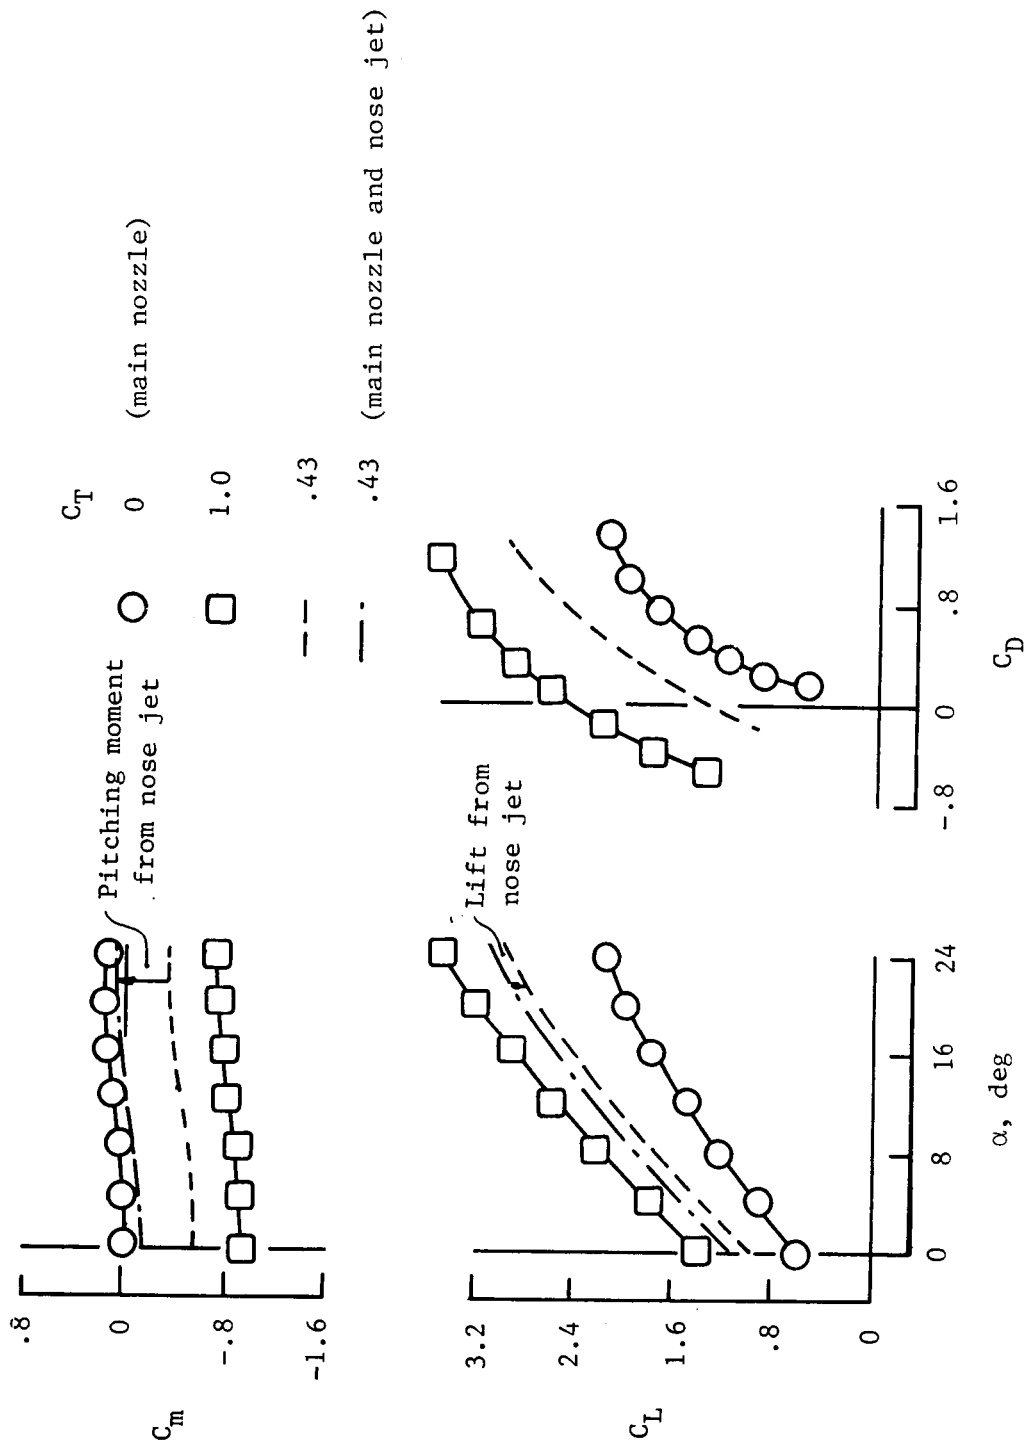 C_T
0 (main nozzle)
1.0
.43
.43 (main nozzle and nose jet)
Pitching moment
from nose jet
.8
0
-.8
-1.6
C_m
Lift from
nose jet
3.2
2.4
1.6
.8
0
C_L
0
8
16
24
α, deg
-.8
0
.8
1.6
C_D